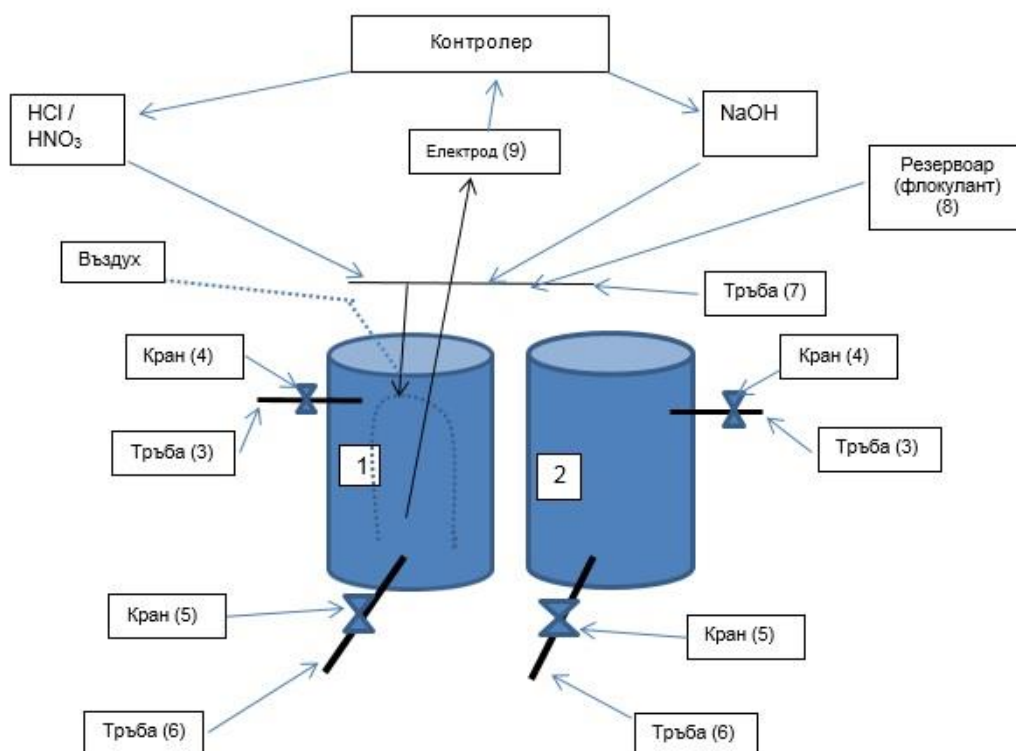 Контролер
HCl /
HNO₃
NaOH
Електрод (9)
Резервоар
(флокулант)
(8)
Въздух
Тръба (7)
Кран (4)
Кран (4)
Тръба (3)
Тръба (3)
1
2
Кран (5)
Кран (5)
Тръба (6)
Тръба (6)